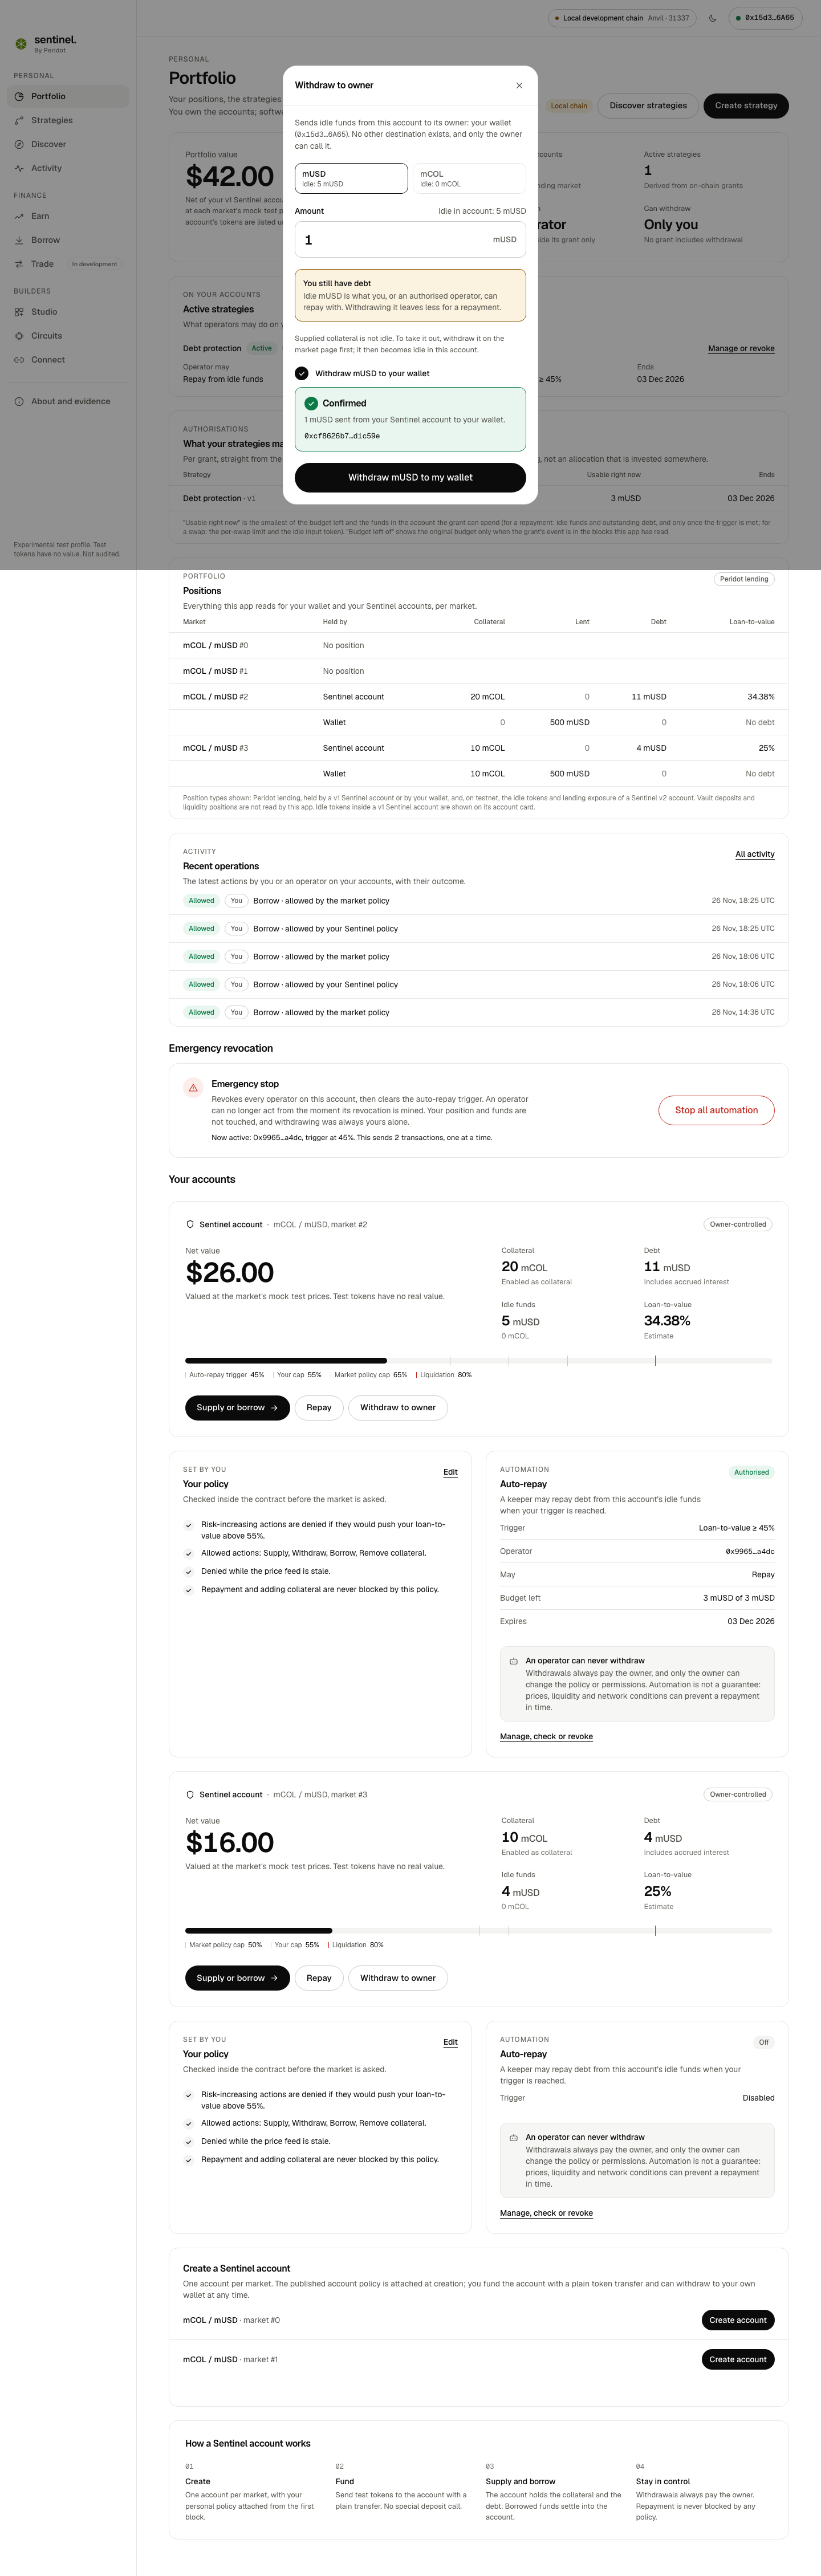 sentinel.
By Peridot
PERSONAL
Portfolio
Strategies
Discover
Activity
FINANCE
Earn
Borrow
Trade In development
BUILDERS
Studio
Circuits
Connect
About and evidence
Experimental test profile. Test
tokens have no value. Not audited.
Local development chain Anvil · 31337
0x15d3…6A65
PERSONAL
Portfolio
Your positions, the strategies
You own the accounts; softw
Local chain
Discover strategies
Create strategy
Portfolio value
$42.00
Net of your v1 Sentinel accou
at each market's mock test p
account's tokens are listed u
Active strategies
1
Derived from on-chain grants
Can withdraw
Only you
No grant includes withdrawal
ON YOUR ACCOUNTS
Active strategies
What operators may do on y
Debt protection Active
Manage or revoke
Operator may
Repay from idle funds
≥ 45%
Ends
03 Dec 2026
AUTHORISATIONS
What your strategies ma
Per grant, straight from the
, not an allocation that is invested somewhere.
Strategy
Usable right now
Ends
Debt protection · v1
3 mUSD
03 Dec 2026
"Usable right now" is the smallest of the budget left and the funds in the account the grant can spend (for a repayment: idle funds and outstanding debt, and only once the trigger is met; for
a swap: the per-swap limit and the idle input token). "Budget left of" shows the original budget only when the grant's event is in the blocks this app has read.
Withdraw to owner
Sends idle funds from this account to its owner: your wallet
(0x15d3…6A65). No other destination exists, and only the owner
can call it.
mUSD
Idle: 5 mUSD
mCOL
Idle: 0 mCOL
Amount
Idle in account: 5 mUSD
1
mUSD
You still have debt
Idle mUSD is what you, or an authorised operator, can
repay with. Withdrawing it leaves less for a repayment.
Supplied collateral is not idle. To take it out, withdraw it on the
market page first; it then becomes idle in this account.
Withdraw mUSD to your wallet
Confirmed
1 mUSD sent from your Sentinel account to your wallet.
0xcf8626b7…d1c59e
Withdraw mUSD to my wallet
PORTFOLIO
Positions
Peridot lending
Everything this app reads for your wallet and your Sentinel accounts, per market.
Market Held by Collateral Lent Debt Loan-to-value
mCOL / mUSD #0 No position
mCOL / mUSD #1 No position
mCOL / mUSD #2 Sentinel account 20 mCOL 0 11 mUSD 34.38%
Wallet 0 500 mUSD 0 No debt
mCOL / mUSD #3 Sentinel account 10 mCOL 0 4 mUSD 25%
Wallet 10 mCOL 500 mUSD 0 No debt
Position types shown: Peridot lending, held by a v1 Sentinel account or by your wallet, and, on testnet, the idle tokens and lending exposure of a Sentinel v2 account. Vault deposits and
liquidity positions are not read by this app. Idle tokens inside a v1 Sentinel account are shown on its account card.
ACTIVITY
Recent operations
All activity
The latest actions by you or an operator on your accounts, with their outcome.
Allowed You Borrow · allowed by the market policy 26 Nov, 18:25 UTC
Allowed You Borrow · allowed by your Sentinel policy 26 Nov, 18:25 UTC
Allowed You Borrow · allowed by the market policy 26 Nov, 18:06 UTC
Allowed You Borrow · allowed by your Sentinel policy 26 Nov, 18:06 UTC
Allowed You Borrow · allowed by the market policy 26 Nov, 14:36 UTC
Emergency revocation
Emergency stop
Revokes every operator on this account, then clears the auto-repay trigger. An operator
can no longer act from the moment its revocation is mined. Your position and funds are
not touched, and withdrawing was always yours alone.
Now active: 0x9965…a4dc, trigger at 45%. This sends 2 transactions, one at a time.
Stop all automation
Your accounts
Sentinel account · mCOL / mUSD, market #2
Owner-controlled
Net value
$26.00
Valued at the market's mock test prices. Test tokens have no real value.
Collateral
20 mCOL
Enabled as collateral
Debt
11 mUSD
Includes accrued interest
Idle funds
5 mUSD
0 mCOL
Loan-to-value
34.38%
Estimate
Auto-repay trigger 45% Your cap 55% Market policy cap 65% Liquidation 80%
Supply or borrow →
Repay
Withdraw to owner
SET BY YOU
Your policy
Edit
Checked inside the contract before the market is asked.
Risk-increasing actions are denied if they would push your loan-to-
value above 55%.
Allowed actions: Supply, Withdraw, Borrow, Remove collateral.
Denied while the price feed is stale.
Repayment and adding collateral are never blocked by this policy.
AUTOMATION
Auto-repay
Authorised
A keeper may repay debt from this account's idle funds
when your trigger is reached.
Trigger Loan-to-value ≥ 45%
Operator 0x9965…a4dc
May Repay
Budget left 3 mUSD of 3 mUSD
Expires 03 Dec 2026
An operator can never withdraw
Withdrawals always pay the owner, and only the owner can
change the policy or permissions. Automation is not a guarantee:
prices, liquidity and network conditions can prevent a repayment
in time.
Manage, check or revoke
Sentinel account · mCOL / mUSD, market #3
Owner-controlled
Net value
$16.00
Valued at the market's mock test prices. Test tokens have no real value.
Collateral
10 mCOL
Enabled as collateral
Debt
4 mUSD
Includes accrued interest
Idle funds
4 mUSD
0 mCOL
Loan-to-value
25%
Estimate
Market policy cap 50% Your cap 55% Liquidation 80%
Supply or borrow →
Repay
Withdraw to owner
SET BY YOU
Your policy
Edit
Checked inside the contract before the market is asked.
Risk-increasing actions are denied if they would push your loan-to-
value above 55%.
Allowed actions: Supply, Withdraw, Borrow, Remove collateral.
Denied while the price feed is stale.
Repayment and adding collateral are never blocked by this policy.
AUTOMATION
Auto-repay
Off
A keeper may repay debt from this account's idle funds when your
trigger is reached.
Trigger Disabled
An operator can never withdraw
Withdrawals always pay the owner, and only the owner can
change the policy or permissions. Automation is not a guarantee:
prices, liquidity and network conditions can prevent a repayment
in time.
Manage, check or revoke
Create a Sentinel account
One account per market. The published account policy is attached at creation; you fund the account with a plain token transfer and can withdraw to your own
wallet at any time.
mCOL / mUSD · market #0 Create account
mCOL / mUSD · market #1 Create account
How a Sentinel account works
01
Create
One account per market, with your
personal policy attached from the first
block.
02
Fund
Send test tokens to the account with a
plain transfer. No special deposit call.
03
Supply and borrow
The account holds the collateral and the
debt. Borrowed funds settle into the
account.
04
Stay in control
Withdrawals always pay the owner.
Repayment is never blocked by any
policy.